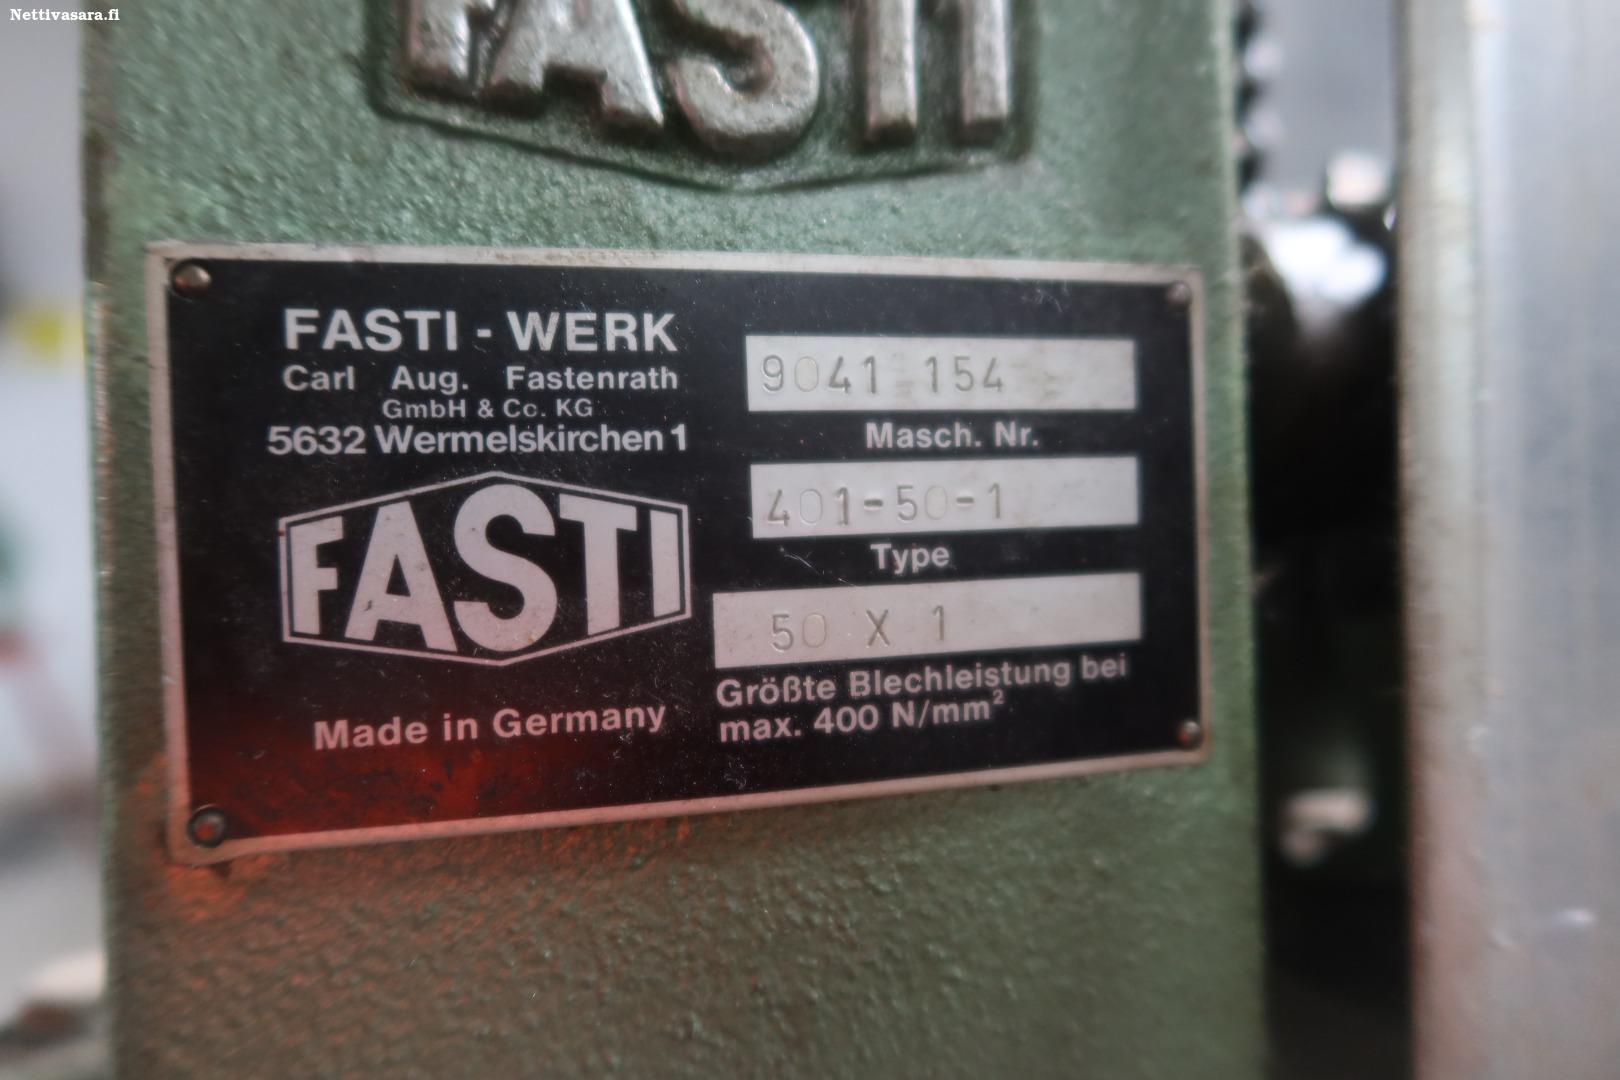 Nettivasara.fi
FASTI
FASTI - WERK
Carl Aug. Fastenrath
GmbH & Co. KG
5632 Wermelskirchen 1
FASTI
Made in Germany
9041 154
Masch. Nr.
401-50-1
Type
50 X 1
Größte Blechleistung bei
max. 400 N/mm²